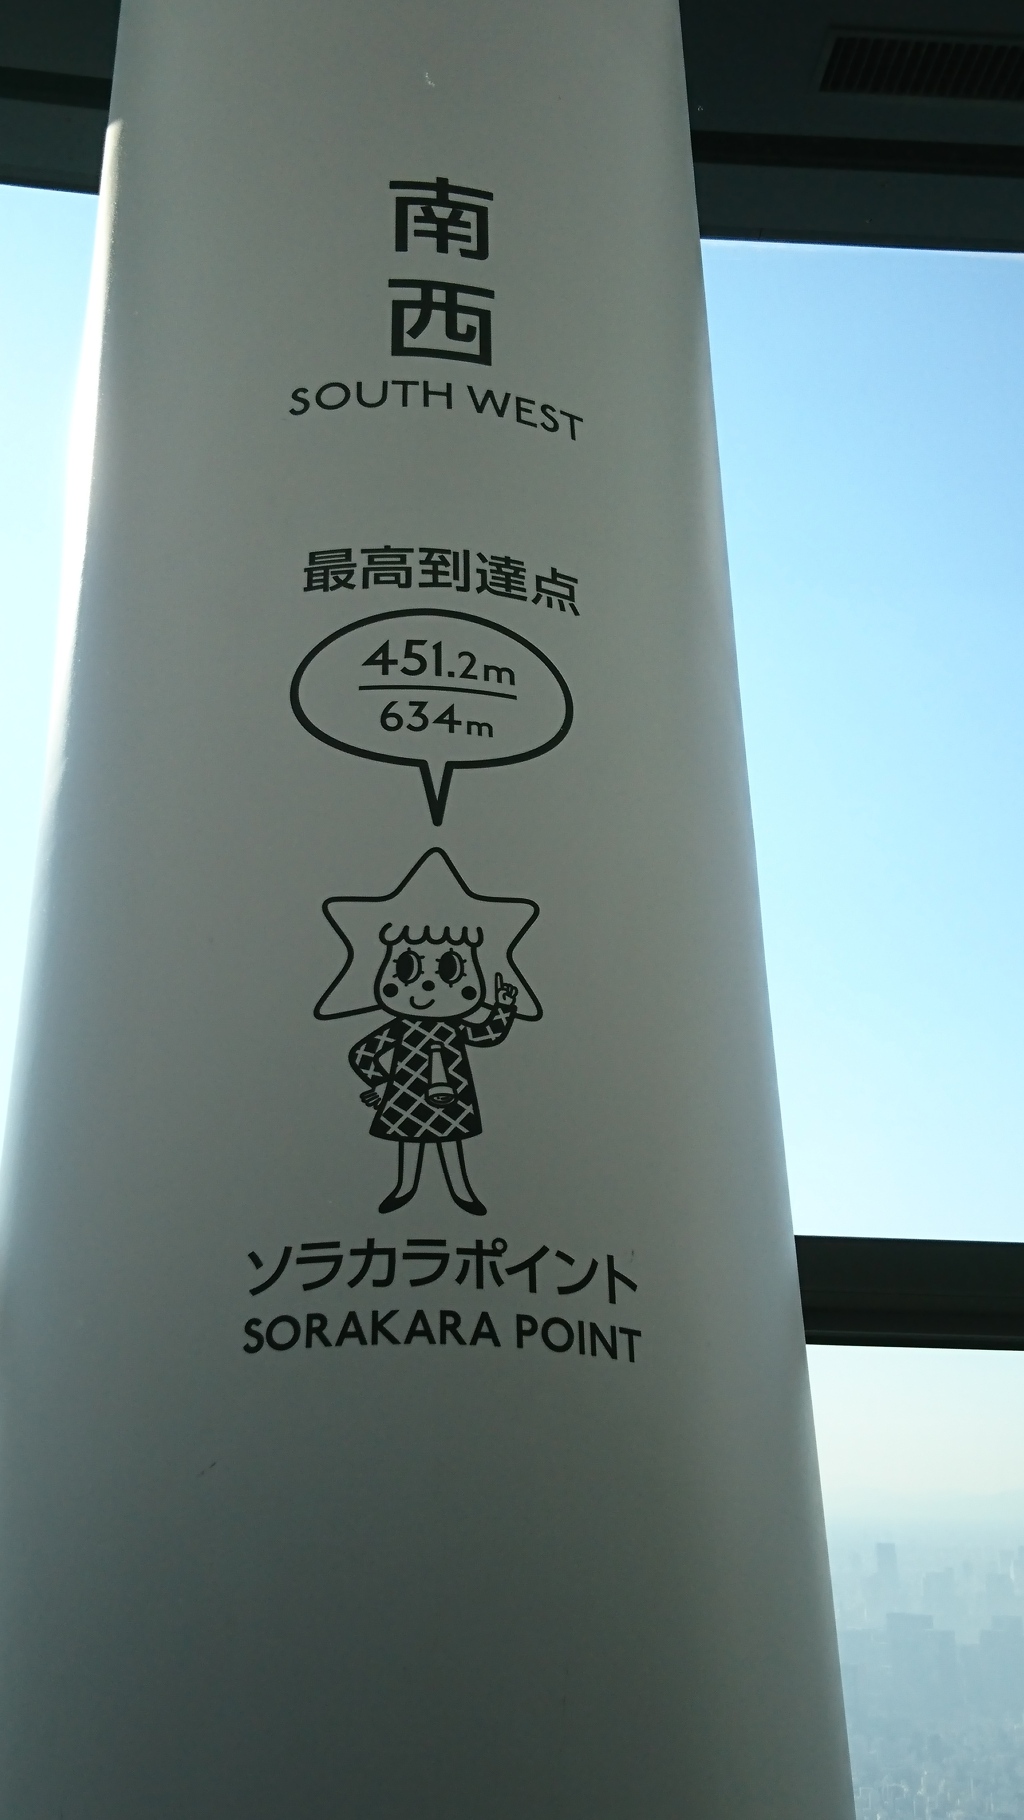 南
西
SOUTH WEST
最高到達点
451.2m
634m
ソラカラポイント
SORAKARA POINT